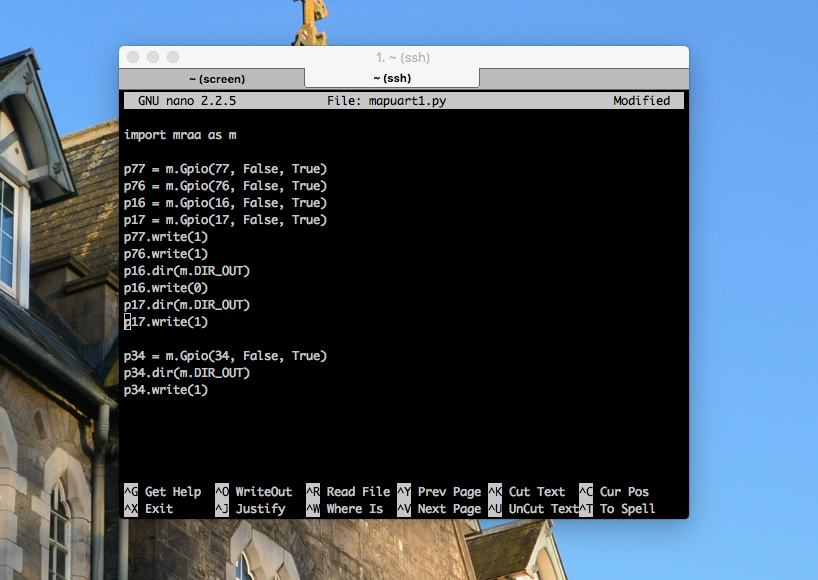 1. ~ (ssh)
~ (screen) ~ (ssh)
GNU nano 2.2.5 File: mapuart1.py Modified
import mraa as m
p77 = m.Gpio(77, False, True)
p76 = m.Gpio(76, False, True)
p16 = m.Gpio(16, False, True)
p17 = m.Gpio(17, False, True)
p77.write(1)
p76.write(1)
p16.dir(m.DIR_OUT)
p16.write(0)
p17.dir(m.DIR_OUT)
p17.write(1)
p34 = m.Gpio(34, False, True)
p34.dir(m.DIR_OUT)
p34.write(1)
^G Get Help ^O WriteOut ^R Read File ^Y Prev Page ^K Cut Text ^C Cur Pos
^X Exit ^J Justify ^W Where Is ^V Next Page ^U UnCut Text^T To Spell